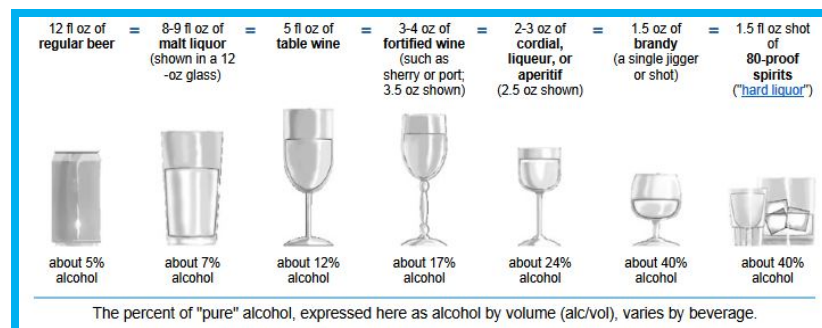 12 fl oz of
regular beer
=
8-9 fl oz of
malt liquor
(shown in a 12
-oz glass)
=
5 fl oz of
table wine
=
3-4 oz of
fortified wine
(such as
sherry or port;
3.5 oz shown)
=
2-3 oz of
cordial,
liqueur, or
aperitif
(2.5 oz shown)
=
1.5 oz of
brandy
(a single jigger
or shot)
=
1.5 fl oz shot
of
80-proof
spirits
("hard liquor")
about 5%
alcohol
about 7%
alcohol
about 12%
alcohol
about 17%
alcohol
about 24%
alcohol
about 40%
alcohol
about 40%
alcohol
The percent of "pure" alcohol, expressed here as alcohol by volume (alc/vol), varies by beverage.